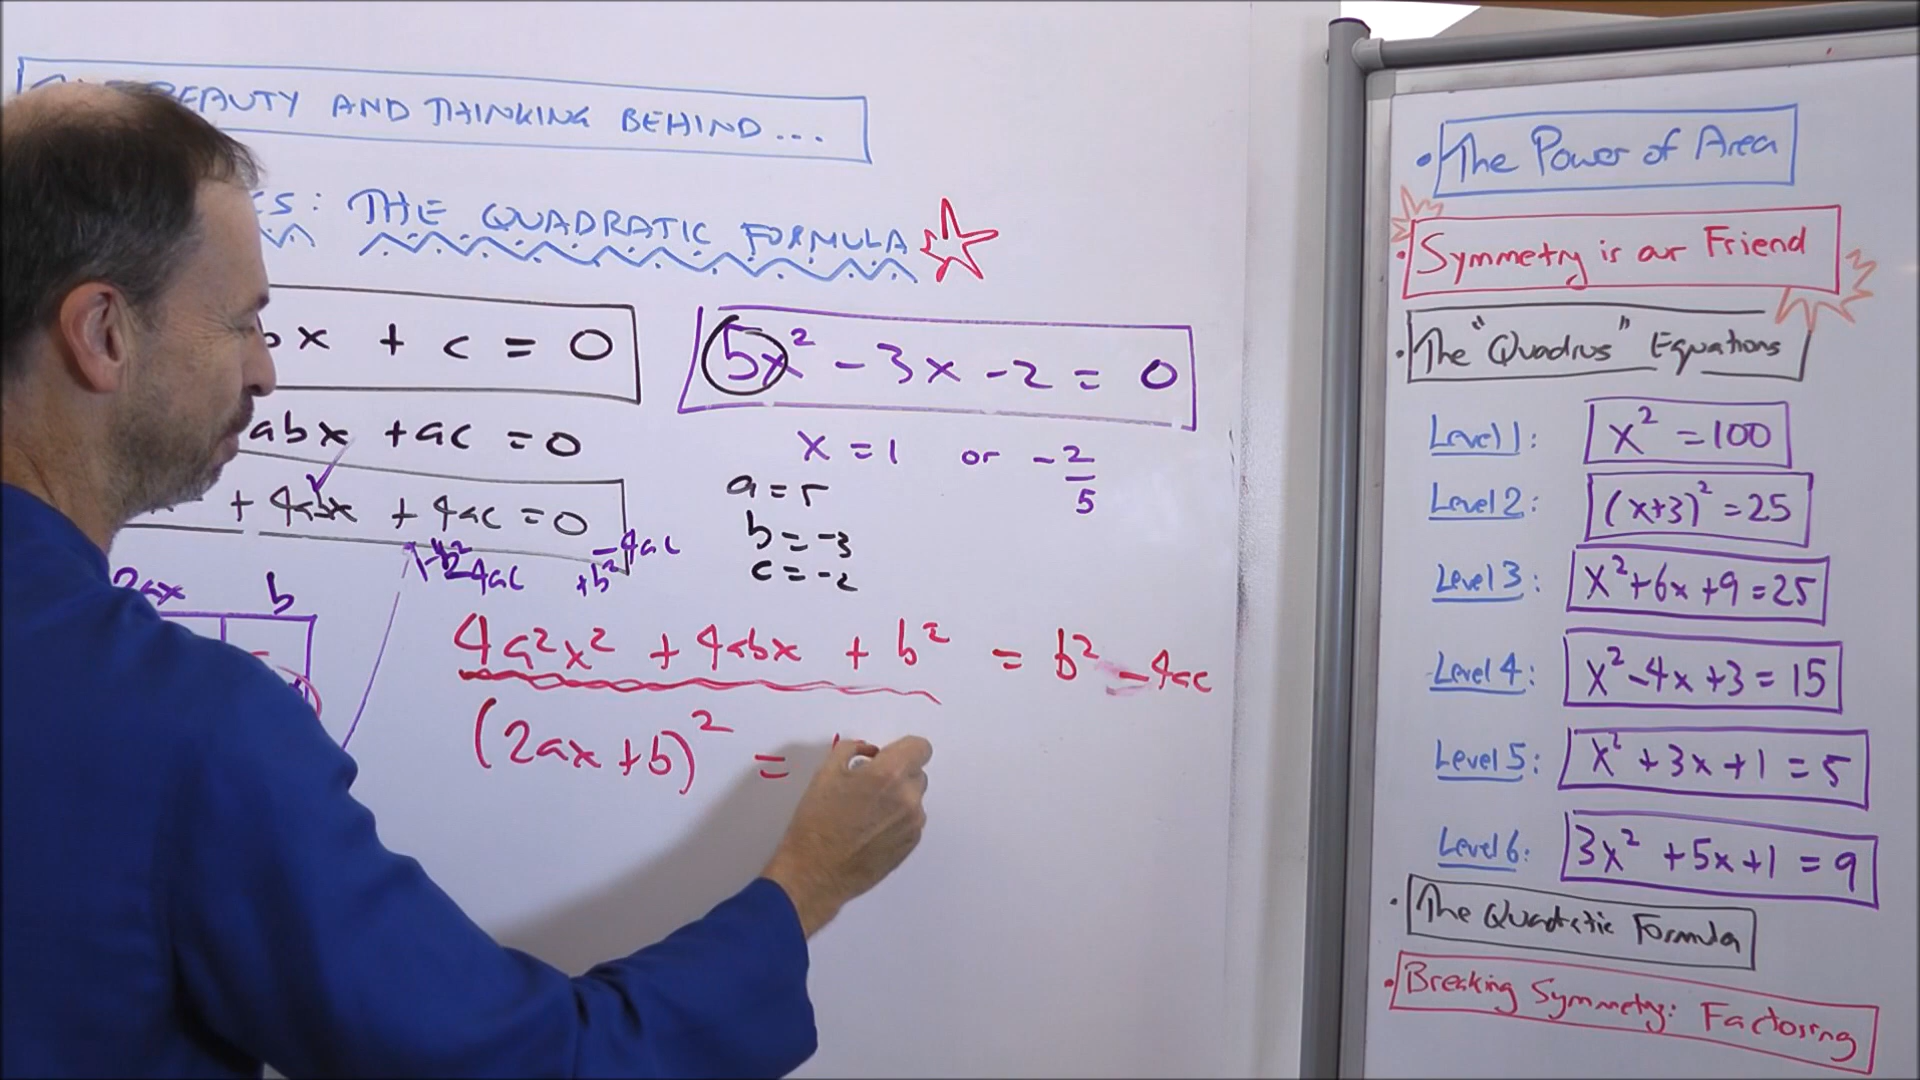 BEAUTY AND THINKING BEHIND...
: THE QUADRATIC FORMULA
bx + c = 0
abx + ac = 0
+ 4abx + 4ac = 0
-4ac
-4ac +b²
2ax b
5x² - 3x - 2 = 0
x = 1 or -2/5
a = 5
b = -3
c = -2
4a²x² + 4abx + b² = b² - 4ac
(2ax + b)² =
• The Power of Area
• Symmetry is our Friend
• The "Quadrus" Equations
Level 1: x² = 100
Level 2: (x+3)² = 25
Level 3: x² + 6x + 9 = 25
Level 4: x² - 4x + 3 = 15
Level 5: x² + 3x + 1 = 5
Level 6: 3x² + 5x + 1 = 9
• The Quadratic Formula
• Breaking Symmetry: Factoring